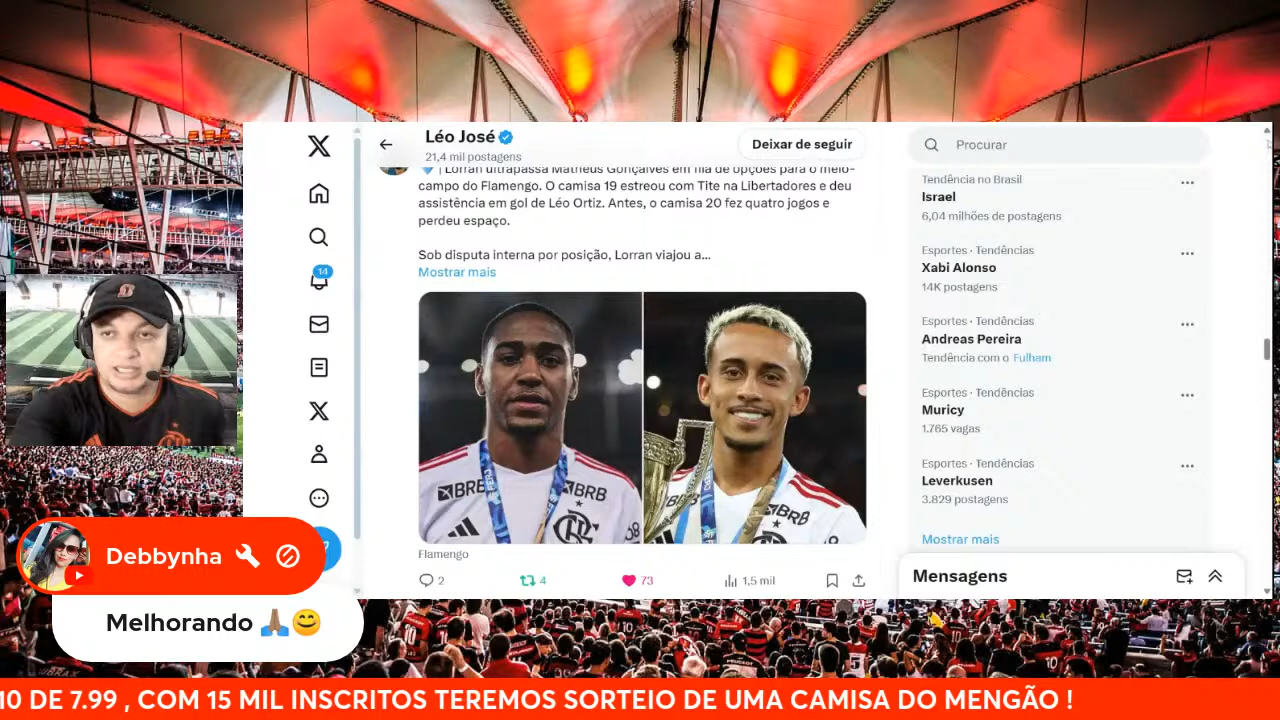 Léo José
21,4 mil postagens
Deixar de seguir
Procurar
| Lorran ultrapassa Matheus Gonçalves em fila de opções para o meio-
campo do Flamengo. O camisa 19 estreou com Tite na Libertadores e deu
assistência em gol de Léo Ortiz. Antes, o camisa 20 fez quatro jogos e
perdeu espaço.
Sob disputa interna por posição, Lorran viajou a...
Mostrar mais
BRB
BRB
BRB
BRB
Flamengo
2
4
73
1,5 mil
14
Tendência no Brasil
Israel
6,04 milhões de postagens
Esportes · Tendências
Xabi Alonso
14K postagens
Esportes · Tendências
Andreas Pereira
Tendência com o Fulham
Esportes · Tendências
Muricy
1.765 vagas
Esportes · Tendências
Leverkusen
3.829 postagens
Mostrar mais
Mensagens
Debbynha
Melhorando 🙏🏽😊
10 DE 7.99 , COM 15 MIL INSCRITOS TEREMOS SORTEIO DE UMA CAMISA DO MENGÃO !